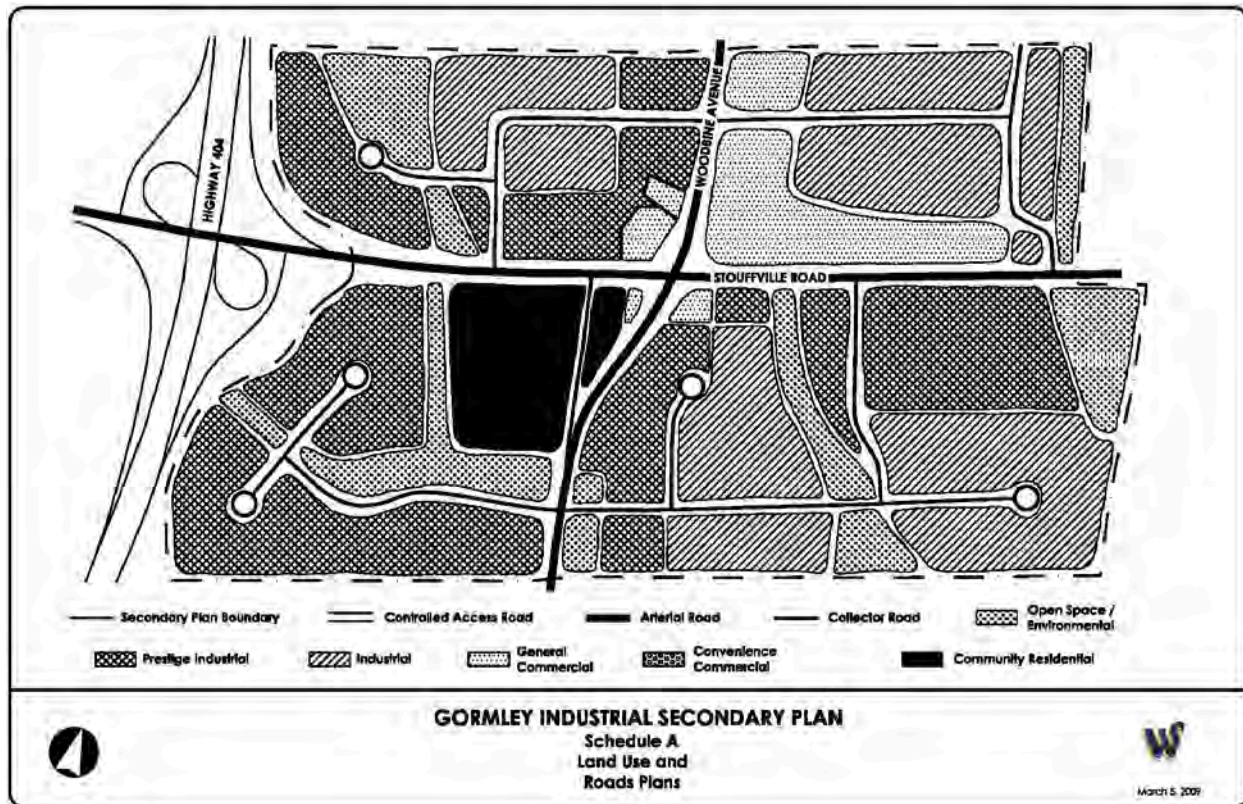 HIGHWAY 404
WOODBINE AVENUE
STOUFFVILLE ROAD
Secondary Plan Boundary
Controlled Access Road
Arterial Road
Collector Road
Open Space /
Environmental
Prestige Industrial
Industrial
General
Commercial
Convenience
Commercial
Community Residential
GORMLEY INDUSTRIAL SECONDARY PLAN
Schedule A
Land Use and
Roads Plans
W
March 5, 2009